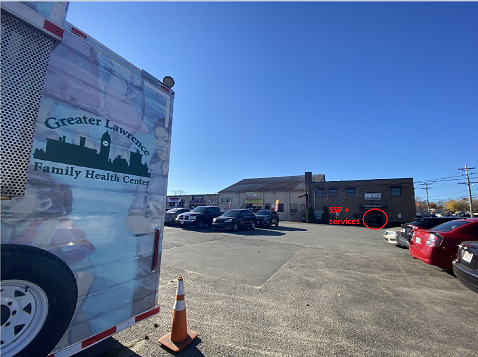 Greater Lawrence
Family Health Center
SSP +
services